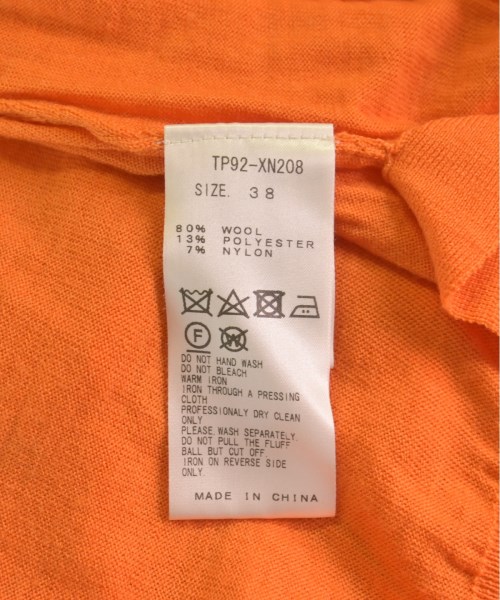 TP92-XN208
SIZE. 38
80% WOOL
13% POLYESTER
7% NYLON
F W
DO NOT HAND WASH
DO NOT BLEACH
WARM IRON
IRON THROUGH A PRESSING
CLOTH
PROFESSIONALY DRY CLEAN
ONLY
PLEASE WASH SEPARATELY.
DO NOT PULL THE FLUFF
BALL BUT CUT OFF.
IRON ON REVERSE SIDE
ONLY.
MADE IN CHINA